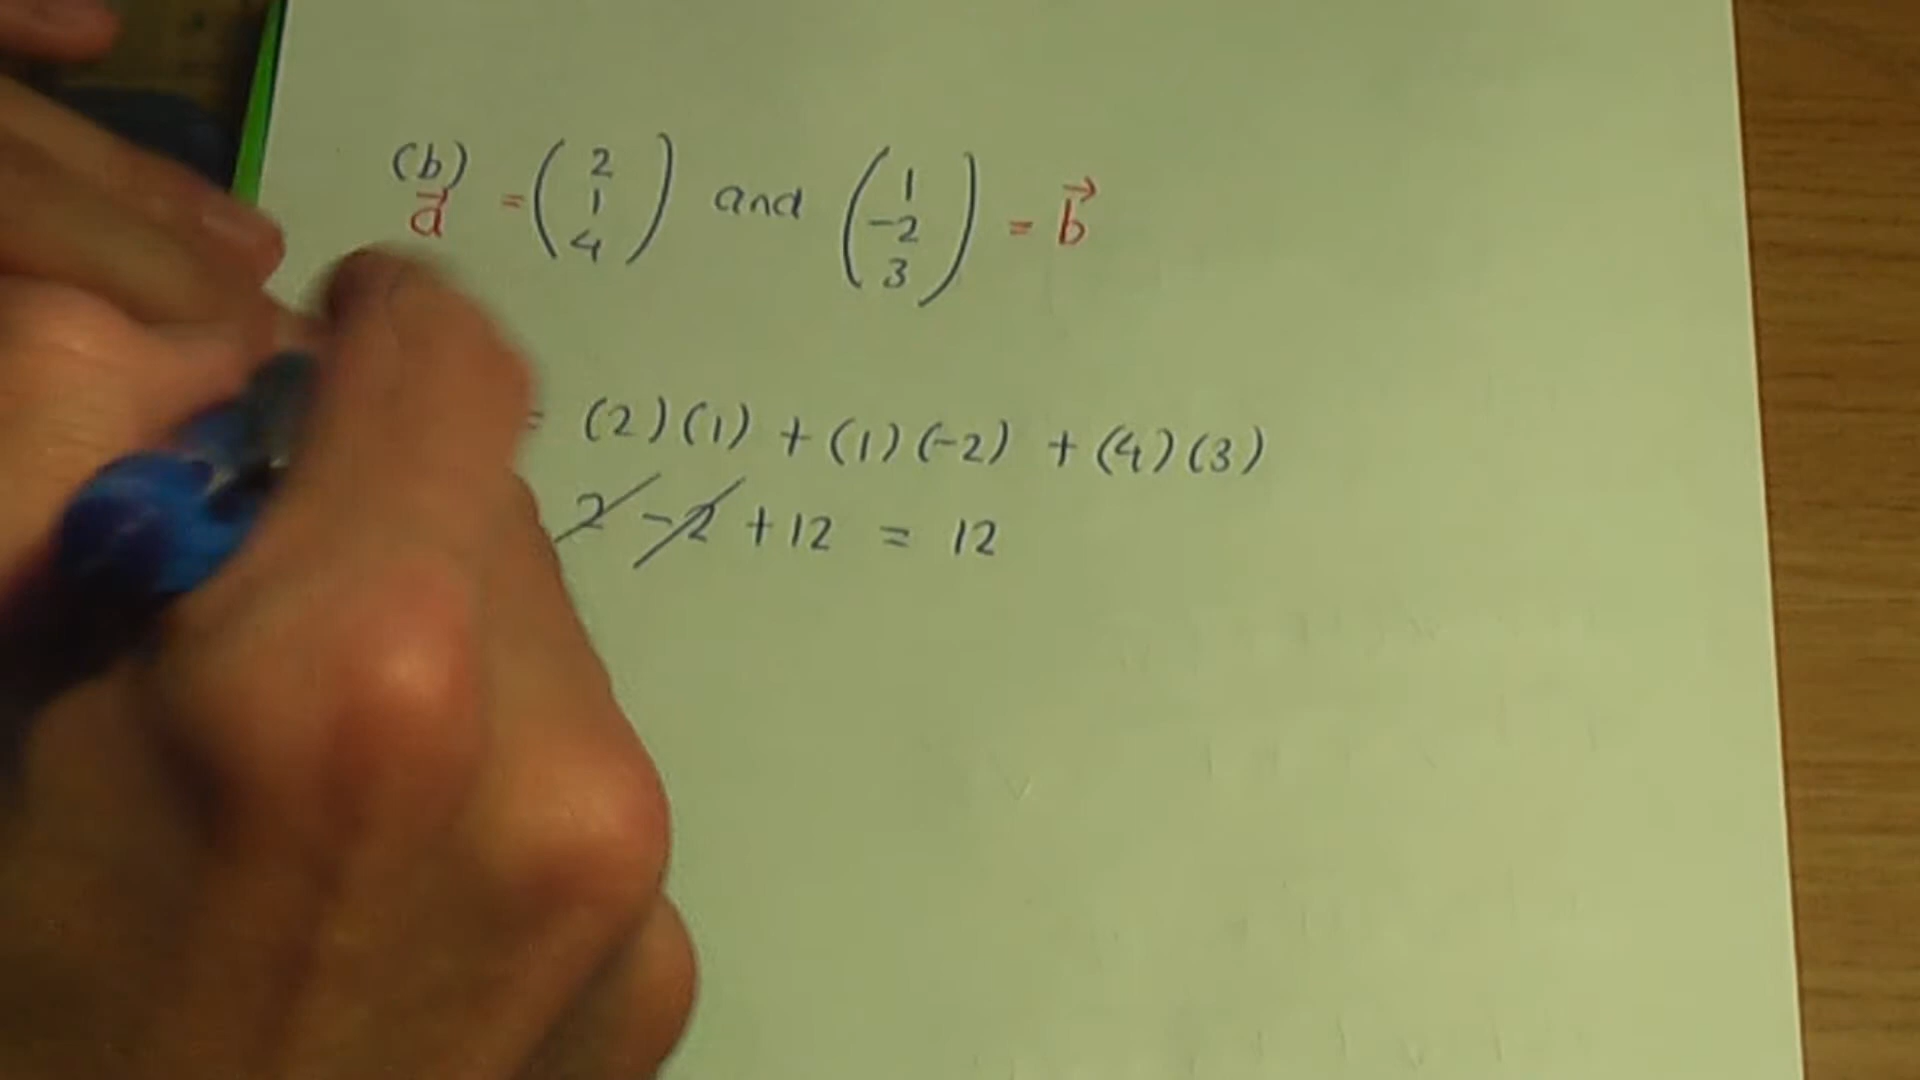 (b)
a⃗ = (2 1 4) and (1 -2 3) = b⃗
= (2)(1) + (1)(-2) + (4)(3)
2 - 2 + 12 = 12